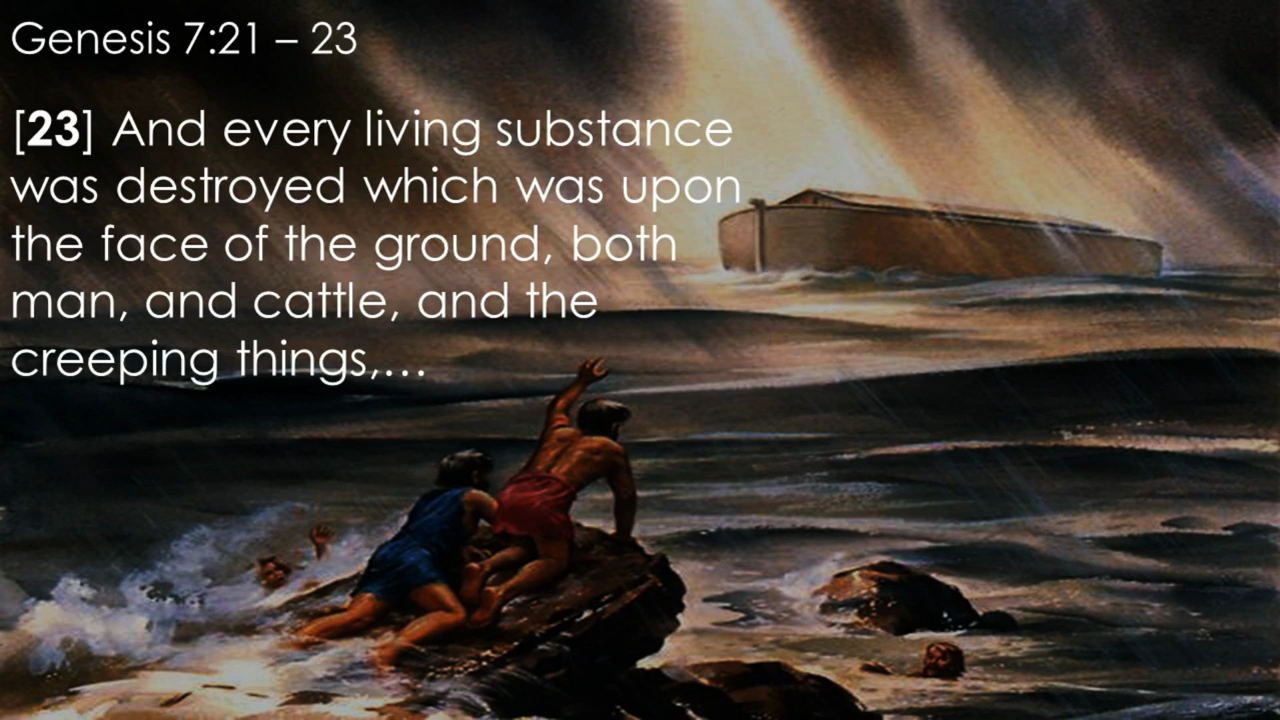 Genesis 7:21 – 23
[23] And every living substance
was destroyed which was upon
the face of the ground, both
man, and cattle, and the
creeping things,…